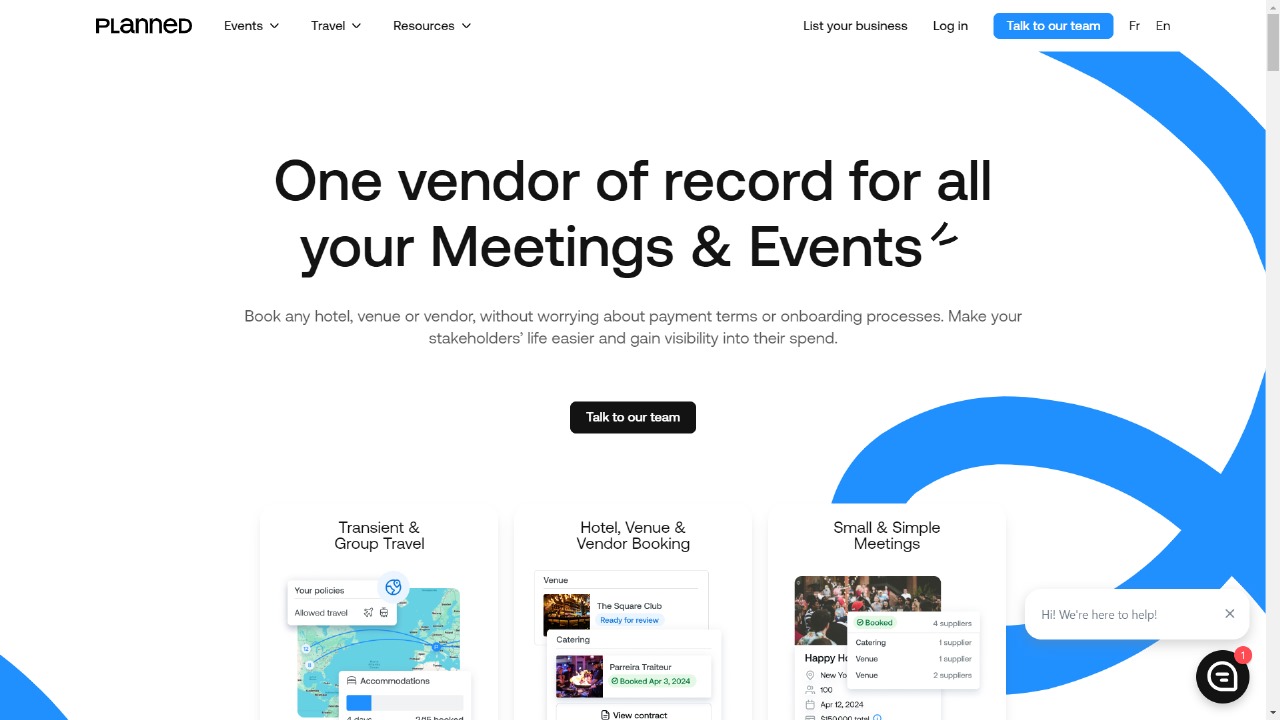 PLANNED
Events
Travel
Resources
List your business
Log in
Talk to our team
Fr
En
One vendor of record for all
your Meetings & Events
Book any hotel, venue or vendor, without worrying about payment terms or onboarding processes. Make your
stakeholders' life easier and gain visibility into their spend.
Talk to our team
Transient &
Group Travel
Your policies
Allowed travel
12
8
Accommodations
Hotel, Venue &
Vendor Booking
Venue
The Square Club
Ready for review
Catering
Parreira Traiteur
Booked Apr 3, 2024
View contract
Small & Simple
Meetings
Booked
4 suppliers
Catering
1 supplier
Venue
1 supplier
Venue
2 suppliers
Happy Ho
New Yo
100
Apr 12, 2024
Hi! We're here to help!
1